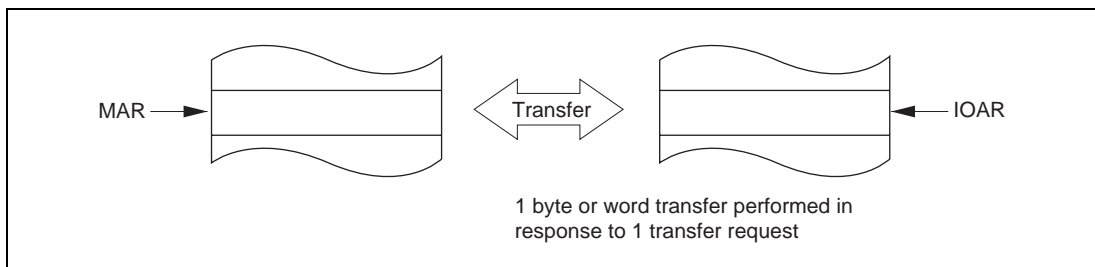 MAR
Transfer
IOAR
1 byte or word transfer performed in
response to 1 transfer request